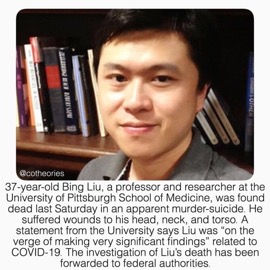 @cotheories
37-year-old Bing Liu, a professor and researcher at the
University of Pittsburgh School of Medicine, was found
dead last Saturday in an apparent murder-suicide. He
suffered wounds to his head, neck, and torso. A
statement from the University says Liu was “on the
verge of making very significant findings” related to
COVID-19. The investigation of Liu’s death has been
forwarded to federal authorities.